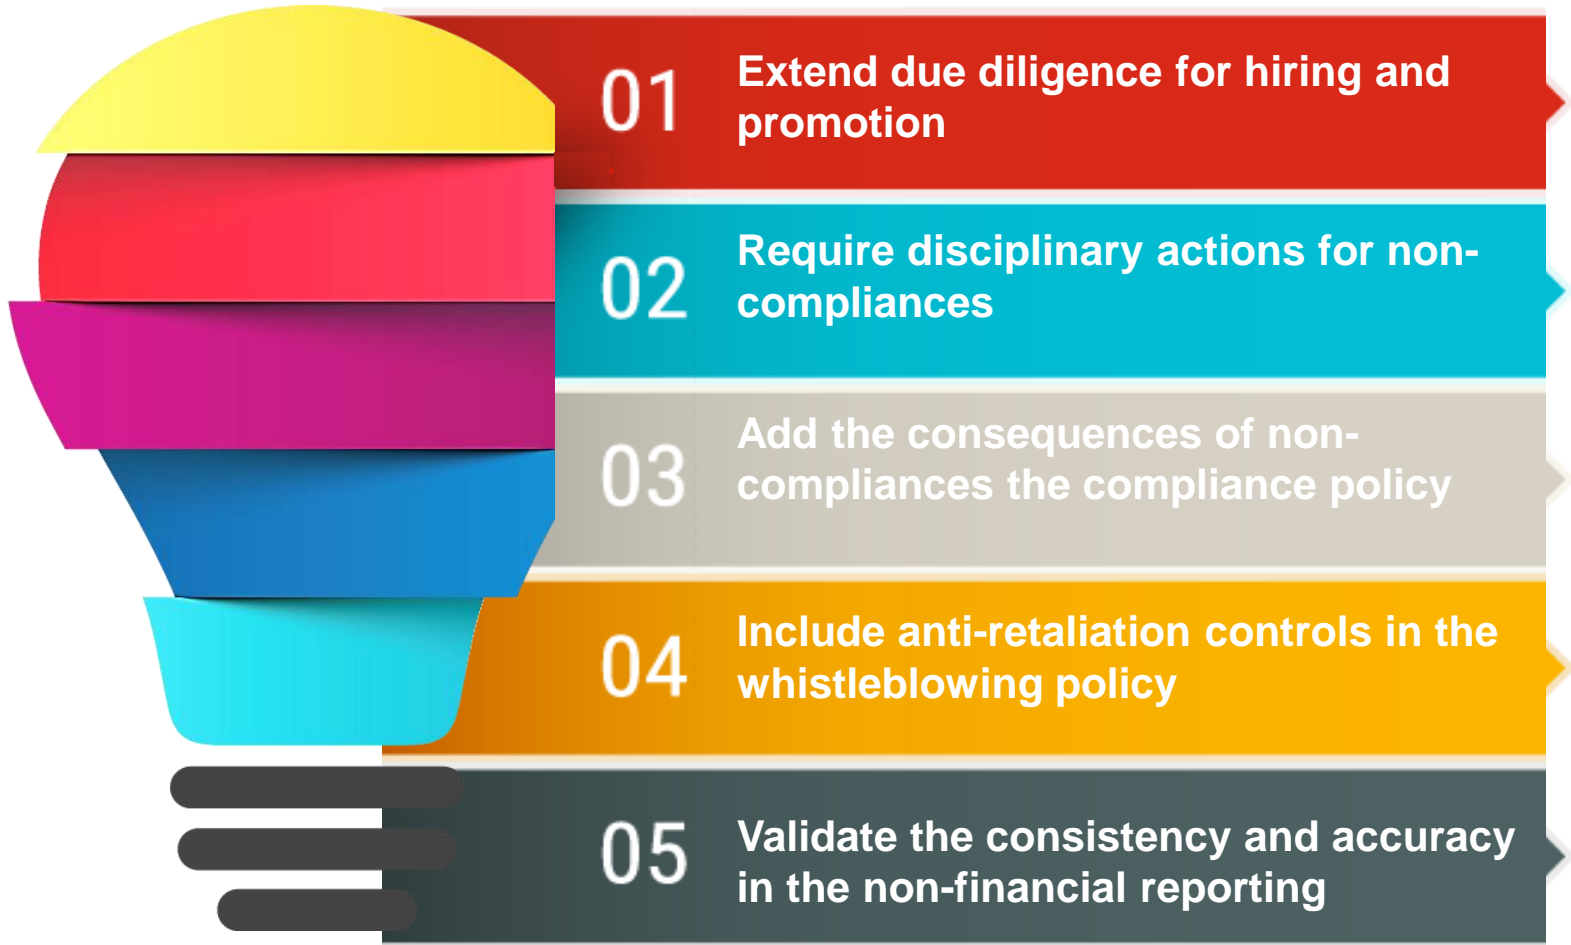 01
Extend due diligence for hiring and
promotion
02
Require disciplinary actions for non-
compliances
03
Add the consequences of non-
compliances the compliance policy
04
Include anti-retaliation controls in the
whistleblowing policy
05
Validate the consistency and accuracy
in the non-financial reporting